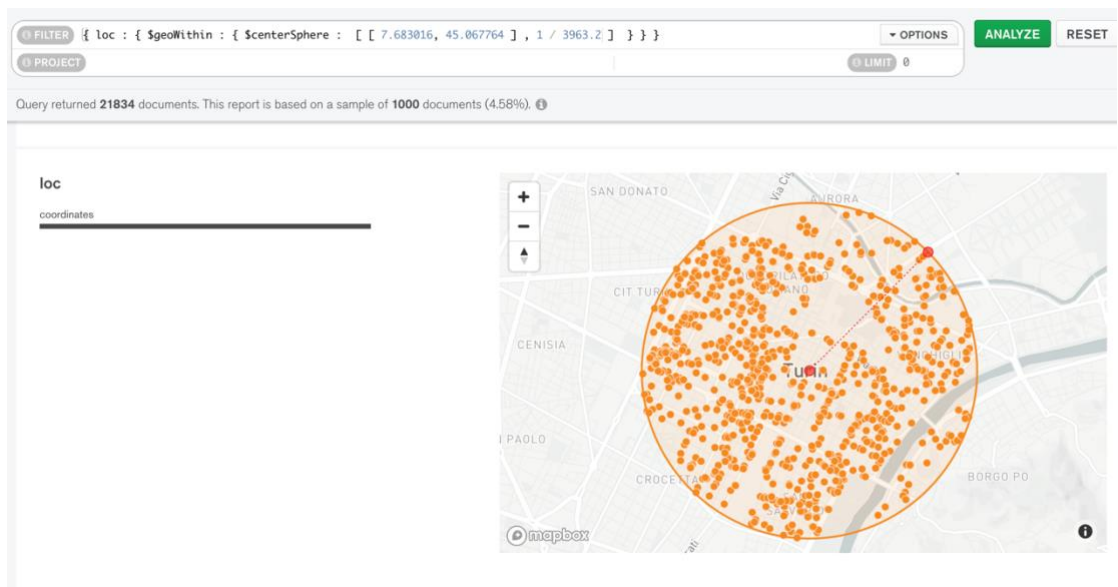 FILTER { loc : { $geoWithin : { $centerSphere : [ [ 7.683016, 45.067764 ] , 1 / 3963.2 ] } } } OPTIONS ANALYZE RESET
PROJECT LIMIT 0
Query returned 21834 documents. This report is based on a sample of 1000 documents (4.58%).
loc
coordinates
SAN DONATO
AURORA
CIT TUR
CENISIA
Turin
PAOLO
CROCETTA
BORGO PO
mapbox